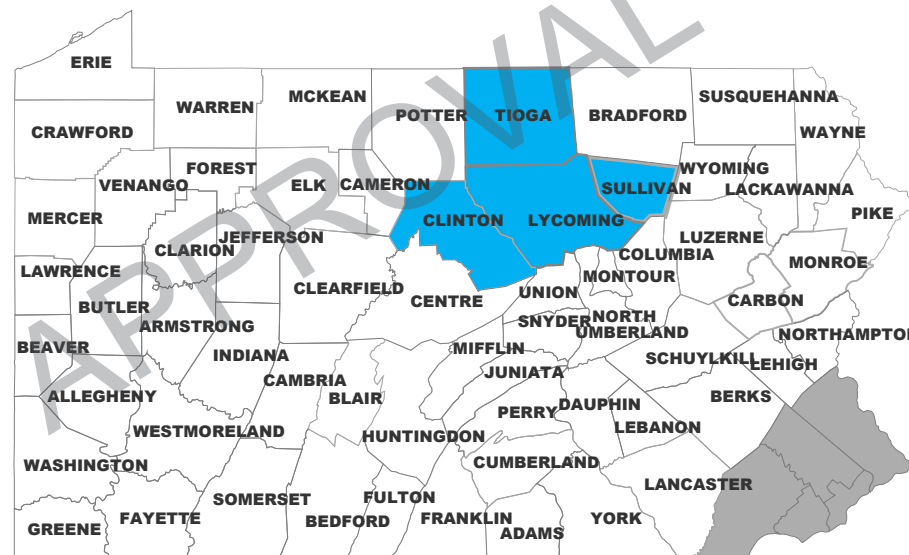 ERIE
WARREN
MCKEAN
POTTER
TIOGA
BRADFORD
SUSQUEHANNA
CRAWFORD
WAYNE
FOREST
WYOMING
VENANGO
ELK
CAMERON
SULLIVAN
LACKAWANNA
MERCER
CLINTON
LYCOMING
PIKE
CLARION
JEFFERSON
LUZERNE
COLUMBIA
MONROE
LAWRENCE
MONTOUR
CLEARFIELD
UNION
CENTRE
CARBON
BUTLER
ARMSTRONG
SNYDER
NORTH
UMBERLAND
NORTHAMPTON
BEAVER
INDIANA
MIFFLIN
SCHUYLKILL
LEHIGH
JUNIATA
CAMBRIA
ALLEGHENY
BLAIR
BERKS
PERRY
DAUPHIN
LEBANON
WESTMORELAND
HUNTINGDON
WASHINGTON
CUMBERLAND
LANCASTER
SOMERSET
FULTON
GREENE
FAYETTE
BEDFORD
FRANKLIN
ADAMS
YORK
APPROVAL